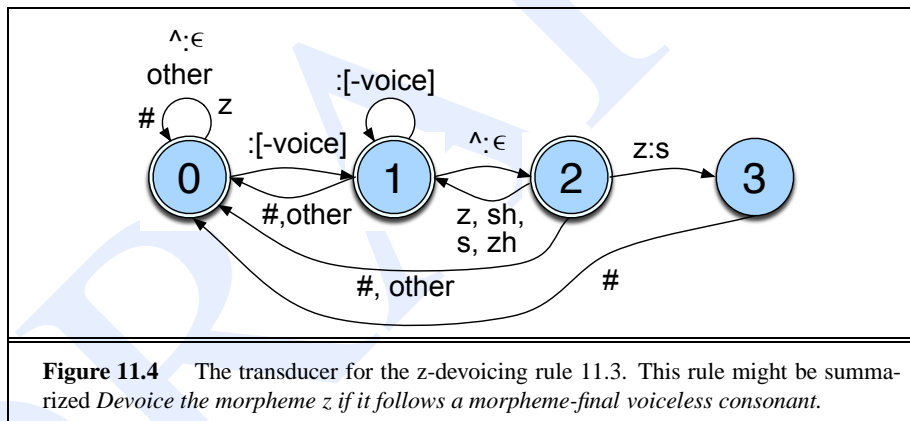 ^:ϵ
other
#
z
:[-voice]
:[-voice]
^:ϵ
z:s
0
1
2
3
#,other
z, sh,
s, zh
#, other
#
Figure 11.4 The transducer for the z-devoicing rule 11.3. This rule might be summa-
rized Devoice the morpheme z if it follows a morpheme-final voiceless consonant.